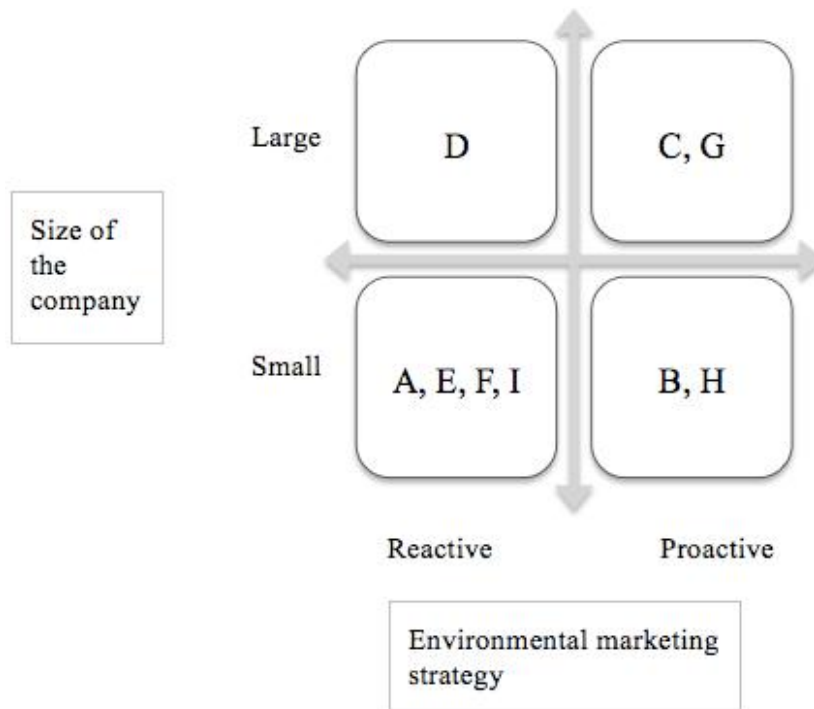 Large
D
C, G
Size of
the
company
Small
A, E, F, I
B, H
Reactive
Proactive
Environmental marketing
strategy